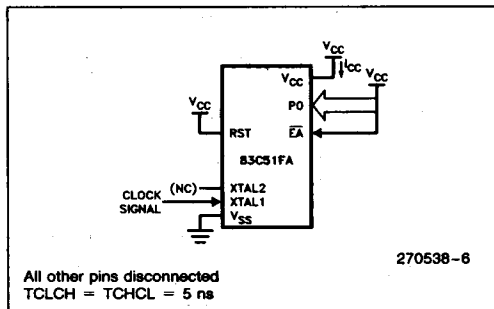 VCC
ICC
VCC
VCC
P0
VCC
RST
EA
83C51FA
(NC)
XTAL2
CLOCK SIGNAL
XTAL1
VSS
270538-6
All other pins disconnected
TCLCH = TCHCL = 5 ns